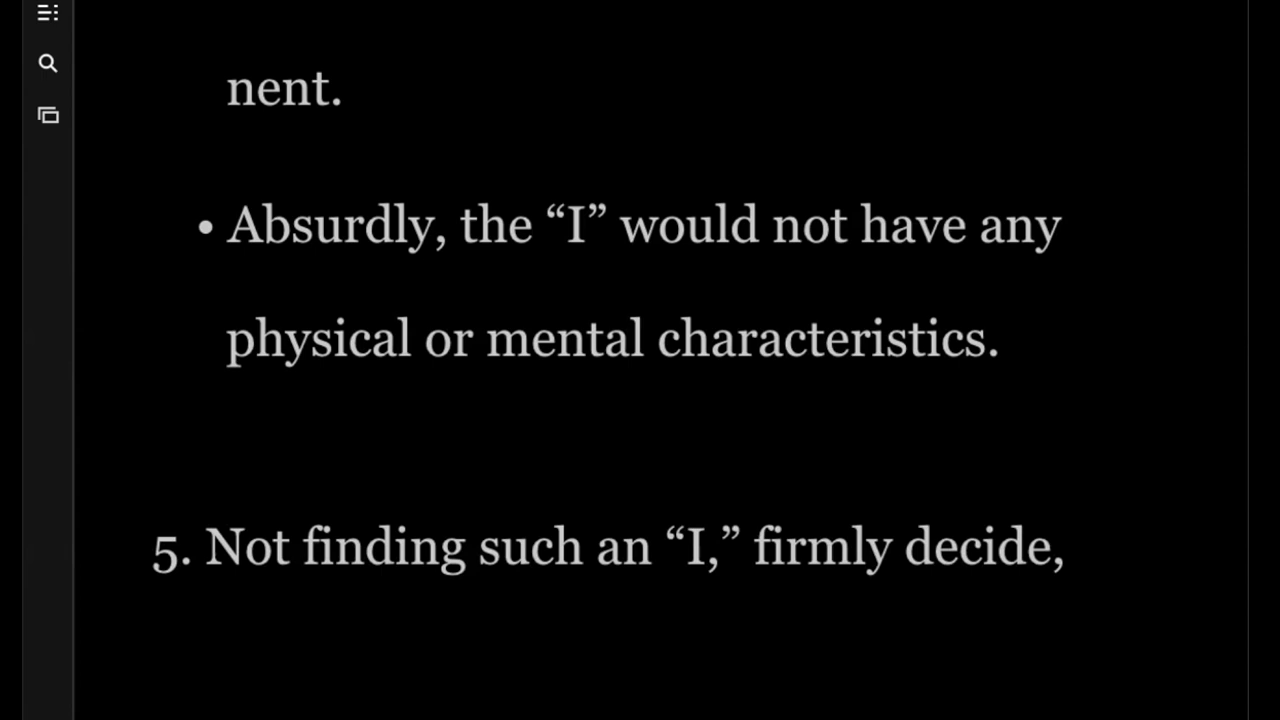 nent.
• Absurdly, the “I” would not have any
physical or mental characteristics.
5. Not finding such an “I,” firmly decide,